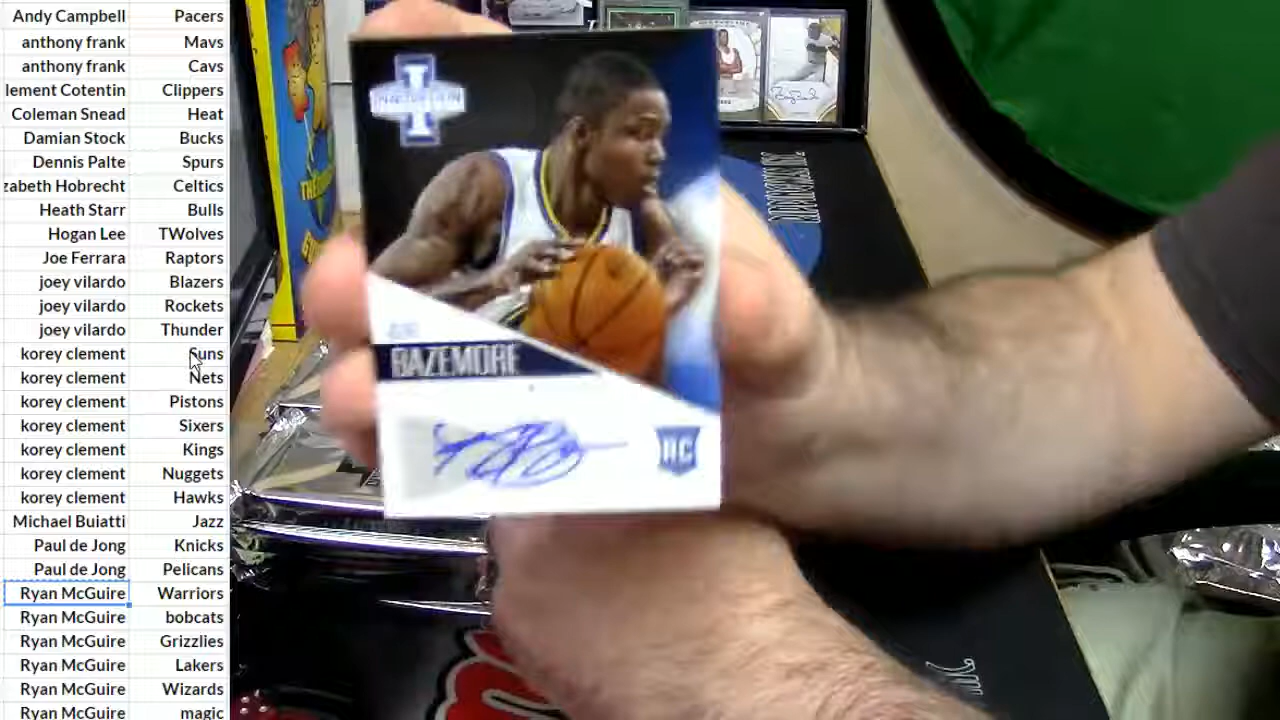 Andy Campbell Pacers
anthony frank Mavs
anthony frank Cavs
lement Cotentin Clippers
Coleman Snead Heat
Damian Stock Bucks
Dennis Palte Spurs
zabeth Hobrecht Celtics
Heath Starr Bulls
Hogan Lee TWolves
Joe Ferrara Raptors
joey vilardo Blazers
joey vilardo Rockets
joey vilardo Thunder
korey clement Suns
korey clement Nets
korey clement Pistons
korey clement Sixers
korey clement Kings
korey clement Nuggets
korey clement Hawks
Michael Buiatti Jazz
Paul de Jong Knicks
Paul de Jong Pelicans
Ryan McGuire Warriors
Ryan McGuire bobcats
Ryan McGuire Grizzlies
Ryan McGuire Lakers
Ryan McGuire Wizards
Ryan McGuire magic
I
BAZEMORE
RC